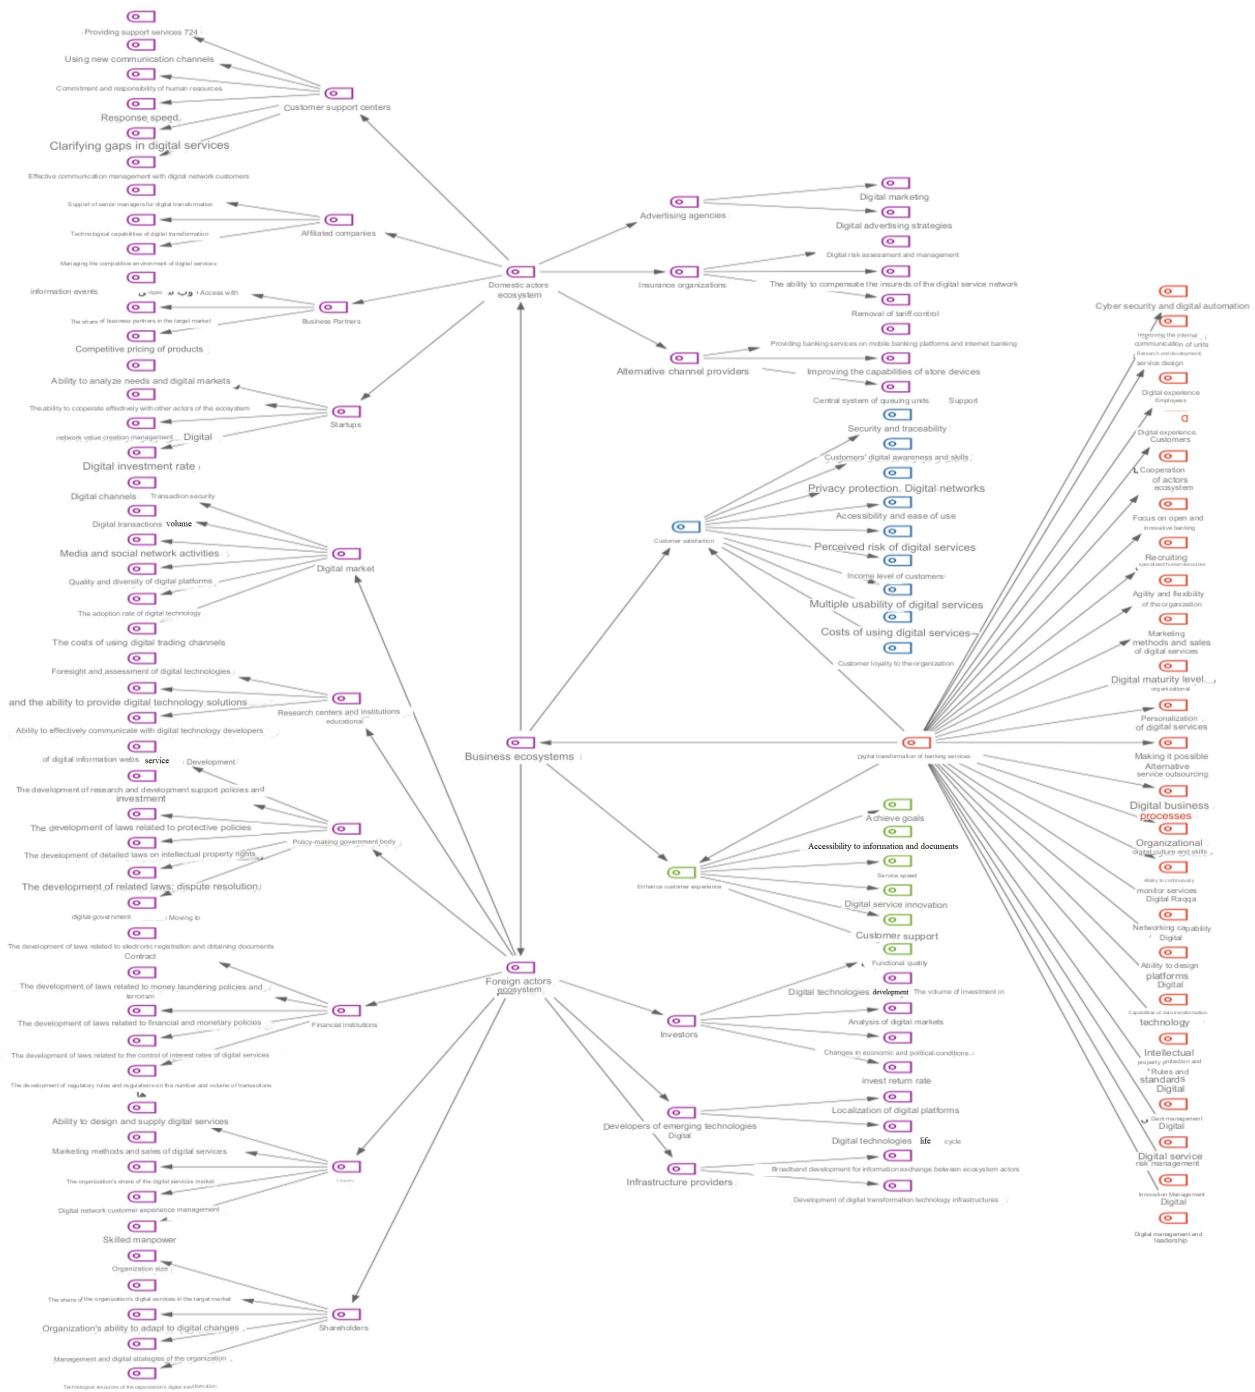 Providing support services 724
Using new communication channels
Commitment and responsibility of human resources
Response speed
Clarifying gaps in digital services
Effective communication management with digital network customers
Customer support centers
Support of senior managers for digital transformation
Technological capabilities of digital transformation
Managing the competitive environment of digital services
Affiliated companies
information events
Access with
The share of business partners in the target market
Competitive pricing of products
Business Partners
Ability to analyze needs and digital markets
The ability to cooperate effectively with other actors of the ecosystem
network value creation management
Digital
Digital investment rate
Startups
Digital channels Transaction security
Digital transactions volume
Media and social network activities
Quality and diversity of digital platforms
The adoption rate of digital technology
The costs of using digital trading channels
Digital market
Foresight and assessment of digital technologies
and the ability to provide digital technology solutions
Ability to effectively communicate with digital technology developers
Research centers and institutions
educational
of digital information webs service Development
The development of research and development support policies and
investment
The development of laws related to protective policies
The development of detailed laws on intellectual property rights
The development of related laws: dispute resolution
digital government Moving to
Policy-making government body
The development of laws related to electronic registration and obtaining documents
Contract
The development of laws related to money laundering policies and
terrorism
The development of laws related to financial and monetary policies
The development of laws related to the control of interest rates of digital services
The development of regulatory rules and regulations on the number and volume of transactions
ها
Financial institutions
Ability to design and supply digital services
Marketing methods and sales of digital services
The organization's share of the digital services market
Digital network customer experience management
Skilled manpower
Organization size
The share of the organization's digital services in the target market
Organization's ability to adapt to digital changes
Management and digital strategies of the organization
Technological resources of the organization's digital transformation
Shareholders
Domestic actors
ecosystem
Business ecosystems
Foreign actors
ecosystem
Advertising agencies
Digital marketing
Digital advertising strategies
Insurance organizations
Digital risk assessment and management
The ability to compensate the insureds of the digital service network
Removal of tariff control
Alternative channel providers
Providing banking services on mobile banking platforms and internet banking
Improving the capabilities of store devices
Central system of queuing units Support
Customer satisfaction
Security and traceability
Customers' digital awareness and skills
Privacy protection. Digital networks
Accessibility and ease of use
Perceived risk of digital services
Income level of customers
Multiple usability of digital services
Costs of using digital services
Customer loyalty to the organization
Digital transformation of banking services
Enhance customer experience
Achieve goals
Accessibility to information and documents
Service speed
Digital service innovation
Customer support
Functional quality
Investors
Digital technologies development The volume of investment in
Analysis of digital markets
Changes in economic and political conditions
invest return rate
Developers of emerging technologies
Digital
Localization of digital platforms
Digital technologies life cycle
Infrastructure providers
Broadband development for information exchange between ecosystem actors
Development of digital transformation technology infrastructures
Cyber security and digital automation
Improving the internal
communication of units
Research and development
service design
Digital experience
Employees
Digital experience.
Customers
Cooperation
of actors
ecosystem
Focus on open and
innovative banking
Recruiting
specialized human resources
Agility and flexibility
of the organization
Marketing
methods and sales
of digital services
Digital maturity level
organizational
Personalization
of digital services
Making it possible
Alternative
service outsourcing
Digital business
processes
Organizational
digital culture and skills
Ability to continuously
monitor services
Digital Raqqa
Networking capability
Digital
Ability to design
platforms
Digital
Capabilities of data transformation
technology
Intellectual
property protection and
Rules and
standards
Digital
management
Digital
Digital service
risk management
Innovation Management
Digital
Digital management and
leadership